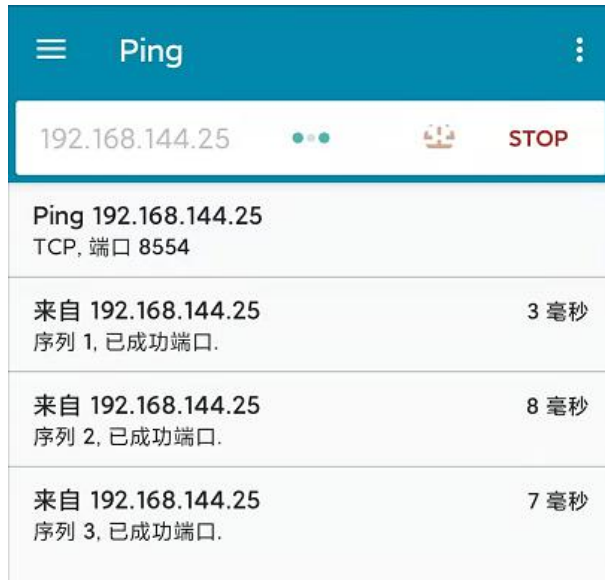 Ping
192.168.144.25
STOP
Ping 192.168.144.25
TCP, 端口 8554
来自 192.168.144.25 3 毫秒
序列 1, 已成功端口.
来自 192.168.144.25 8 毫秒
序列 2, 已成功端口.
来自 192.168.144.25 7 毫秒
序列 3, 已成功端口.